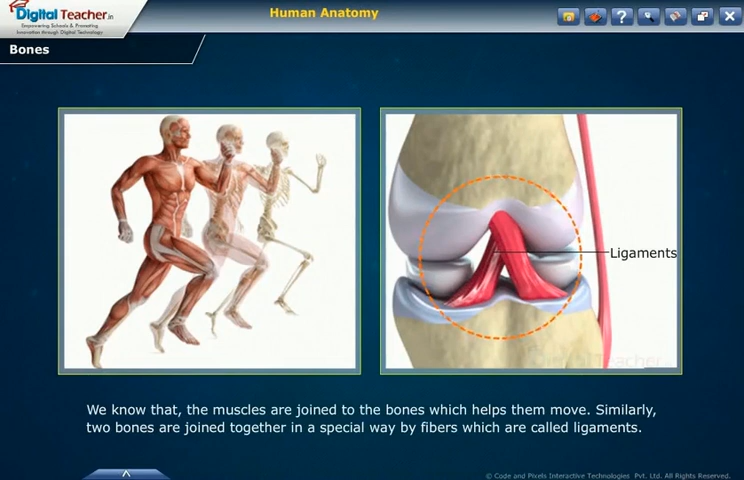 Digital Teacher.in
Empowering Schools & Promoting
Innovation through Digital Technology
Human Anatomy
Bones
Ligaments
Digital Teacher
We know that, the muscles are joined to the bones which helps them move. Similarly,
two bones are joined together in a special way by fibers which are called ligaments.
© Code and Pixels Interactive Technologies Pvt. Ltd. All Rights Reserved.